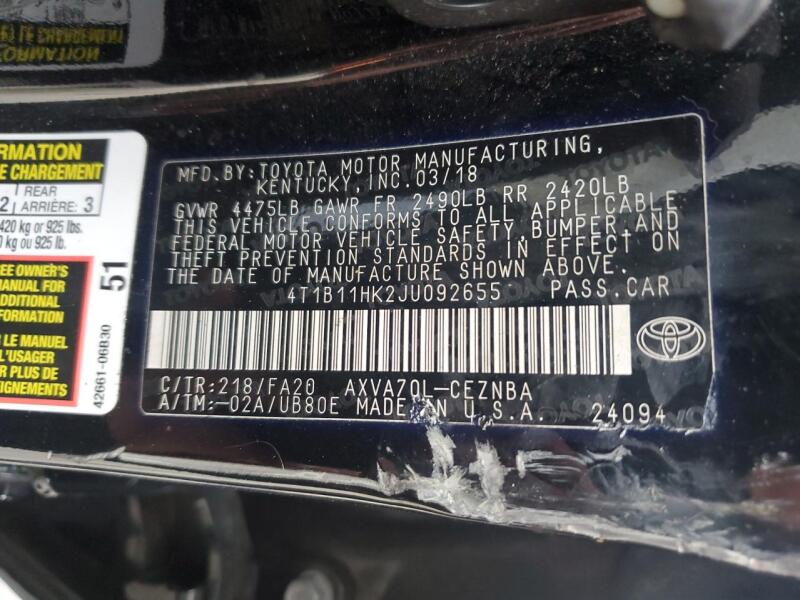 ORMATION
E CHARGEMENT
2 REAR ARRIÈRE: 3
420 kg or 925 lbs.
0 kg ou 925 lb.
EE OWNER'S
MANUAL FOR
ADDITIONAL
FORMATION
R LE MANUEL
L'USAGER
R PLUS DE
51
42661-06B30
MFD.BY:TOYOTA MOTOR MANUFACTURING,
KENTUCKY,INC.03/18
GVWR 4475LB GAWR FR 2490LB RR 2420LB
THIS VEHICLE CONFORMS TO ALL APPLICABLE
FEDERAL MOTOR VEHICLE SAFETY,BUMPER,AND
THEFT PREVENTION STANDARDS IN EFFECT ON
THE DATE OF MANUFACTURE SHOWN ABOVE.
4T1B11HK2JU092655 PASS.CAR
C/TR:218/FA20 AXVA70L-CEZNBA
A/TM:-02A/UB80E MADE IN U.S.A. 24094